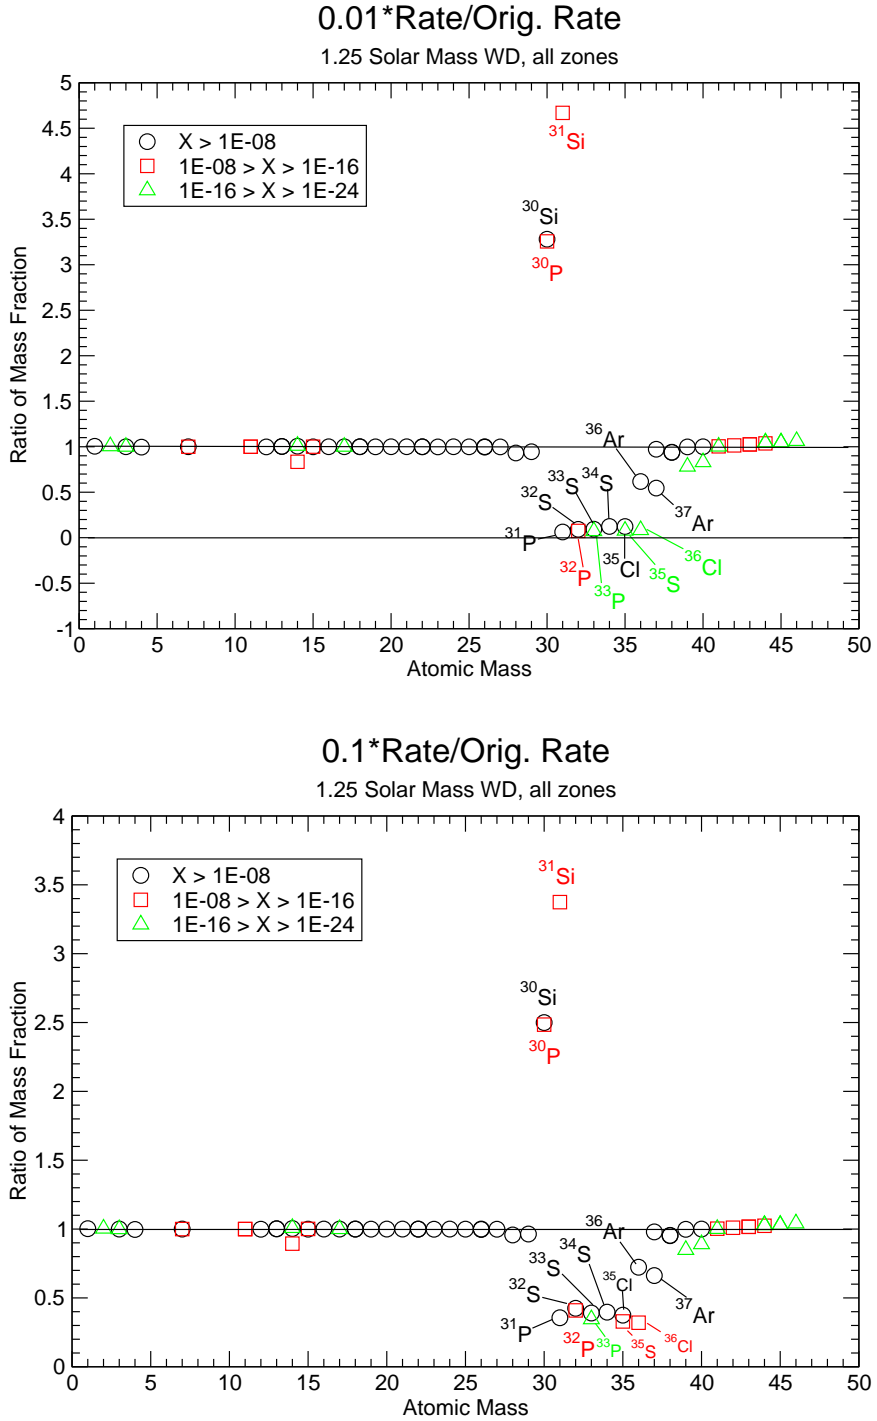 0.01*Rate/Orig. Rate
1.25 Solar Mass WD, all zones
5
4.5
4
3.5
3
2.5
2
1.5
1
0.5
0
-0.5
-1
Ratio of Mass Fraction
X > 1E-08
1E-08 > X > 1E-16
1E-16 > X > 1E-24
31Si
30Si
30P
36Ar
34S
33S
32S
31P
37Ar
35Cl
36Cl
35S
32P
33P
0 5 10 15 20 25 30 35 40 45 50
Atomic Mass
0.1*Rate/Orig. Rate
1.25 Solar Mass WD, all zones
4
3.5
3
2.5
2
1.5
1
0.5
0
Ratio of Mass Fraction
X > 1E-08
1E-08 > X > 1E-16
1E-16 > X > 1E-24
31Si
30Si
30P
36Ar
34S
33S
35Cl
32S
37Ar
31P
32P
33P
35S
36Cl
0 5 10 15 20 25 30 35 40 45 50
Atomic Mass